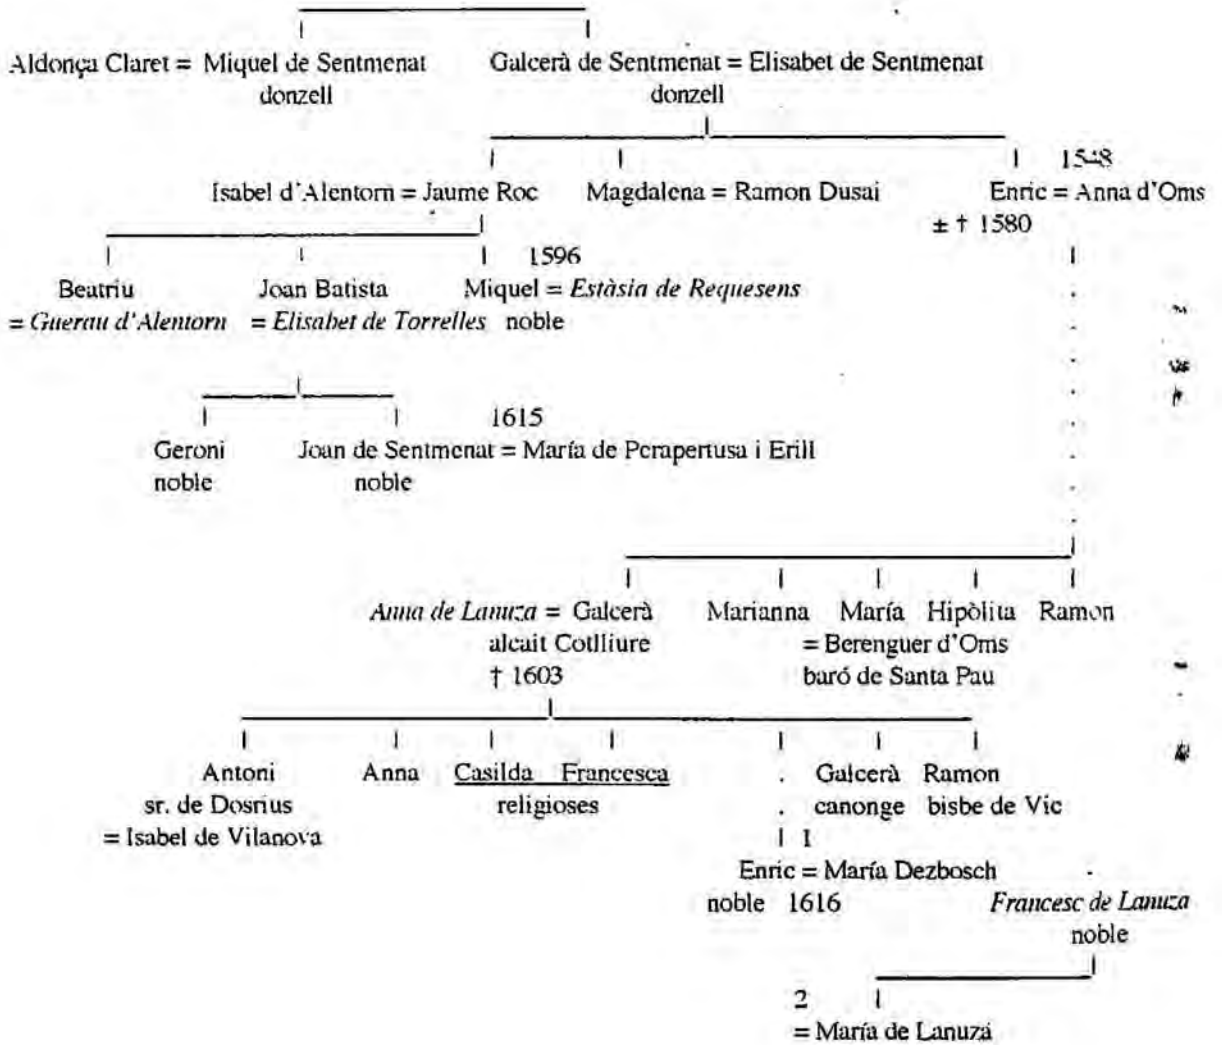 Aldonça Claret = Miquel de Sentmenat Galcerà de Sentmenat = Elisabet de Sentmenat
donzell donzell
1548
Isabel d'Alentorn = Jaume Roc Magdalena = Ramon Dusai Enric = Anna d'Oms
± † 1580
1596
Beatriu Joan Batista Miquel = Estàsia de Requesens
= Guerau d'Alentorn = Elisabet de Torrelles noble
1615
Geroni Joan de Sentmenat = María de Perapertusa i Erill
noble noble
Anna de Lanuza = Galcerà Marianna María Hipòlita Ramon
alcait Cotlliure = Berenguer d'Oms
† 1603 baró de Santa Pau
Antoni Anna Casilda Francesca Galcerà Ramon
sr. de Dosrius religioses canonge bisbe de Vic
= Isabel de Vilanova
1
Enric = María Dezbosch
noble 1616 Francesc de Lanuza
noble
2
= María de Lanuza